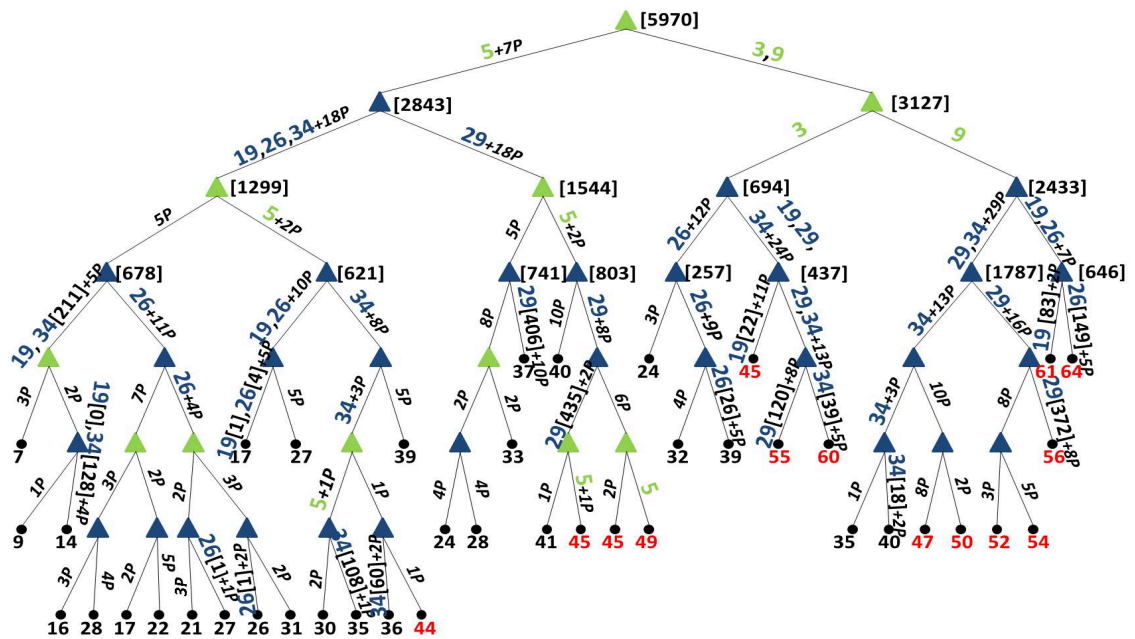 [5970]
5+7P
3,9
[2843]
[3127]
19,26,34+18P
29+18P
3
9
[1299]
[1544]
[694]
[2433]
5P
5+2P
5P
5+2P
26+12P
19,29,
34+24P
29,34+29P
19,26+7P
[678]
[621]
[741]
[803]
[257]
[437]
[1787]
[646]
19, 34[211]+5P
26+11P
19,26+10P
34+8P
8P
29[406]+10P
10P
29+8P
3P
26+9P
19[22]+11P
29,34+13P
34+13P
29+16P
19 [83]+2P
26[149]+5P
37
40
24
45
61
64
3P
2P
7P
26+4P
19[1],26[4]+5P
5P
34+3P
5P
2P
2P
29[435]+2P
6P
4P
26[26]+5P
29[120]+8P
34[39]+5P
34+3P
10P
8P
29[372]+8P
7
17
27
39
33
32
39
55
60
56
1P
19[0],34[128]+4P
3P
2P
2P
3P
5+1P
1P
4P
4P
1P
5+1P
2P
5
1P
34[18]+2P
8P
2P
3P
5P
9
14
24
28
41
45
45
49
35
40
47
50
52
54
3P
4P
2P
5P
3P
26[1]+1P
26[1]+2P
2P
2P
34[108]+1P
34[60]+2P
1P
16
28
17
22
21
27
26
31
30
35
36
44